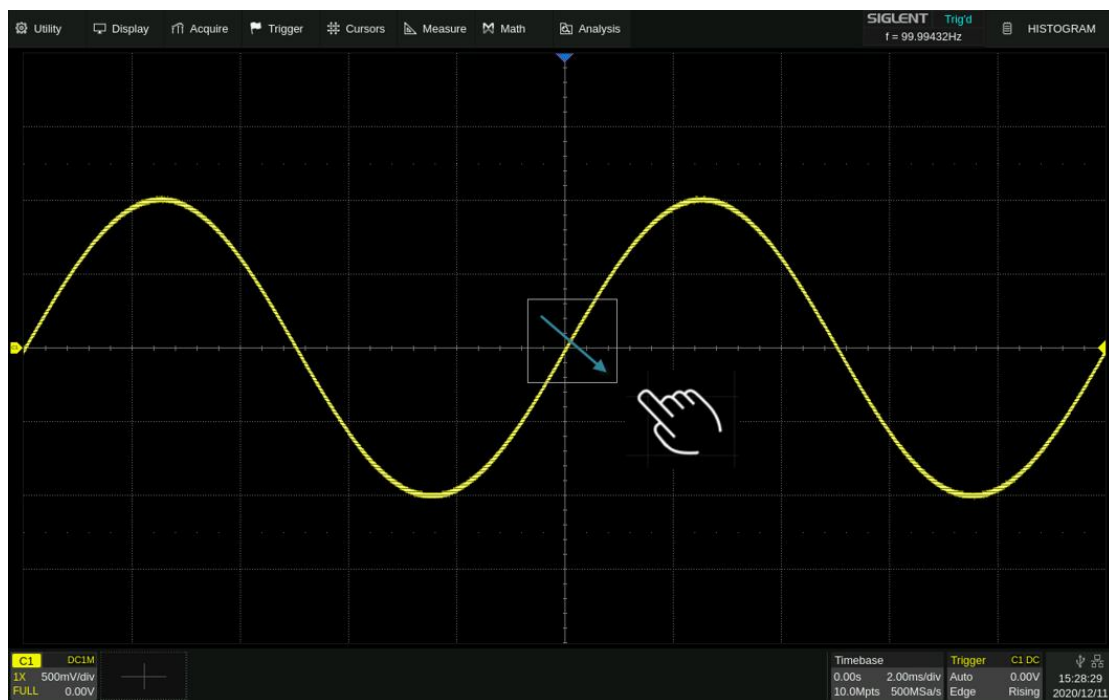 Utility Display Acquire Trigger Cursors Measure Math Analysis SIGLENT Trig'd HISTOGRAM
f = 99.99432Hz
C1 DC1M
1X 500mV/div
FULL 0.00V
Timebase
0.00s 2.00ms/div
10.0Mpts 500MSa/s
Trigger C1 DC
Auto 0.00V
Edge Rising
15:28:29
2020/12/11